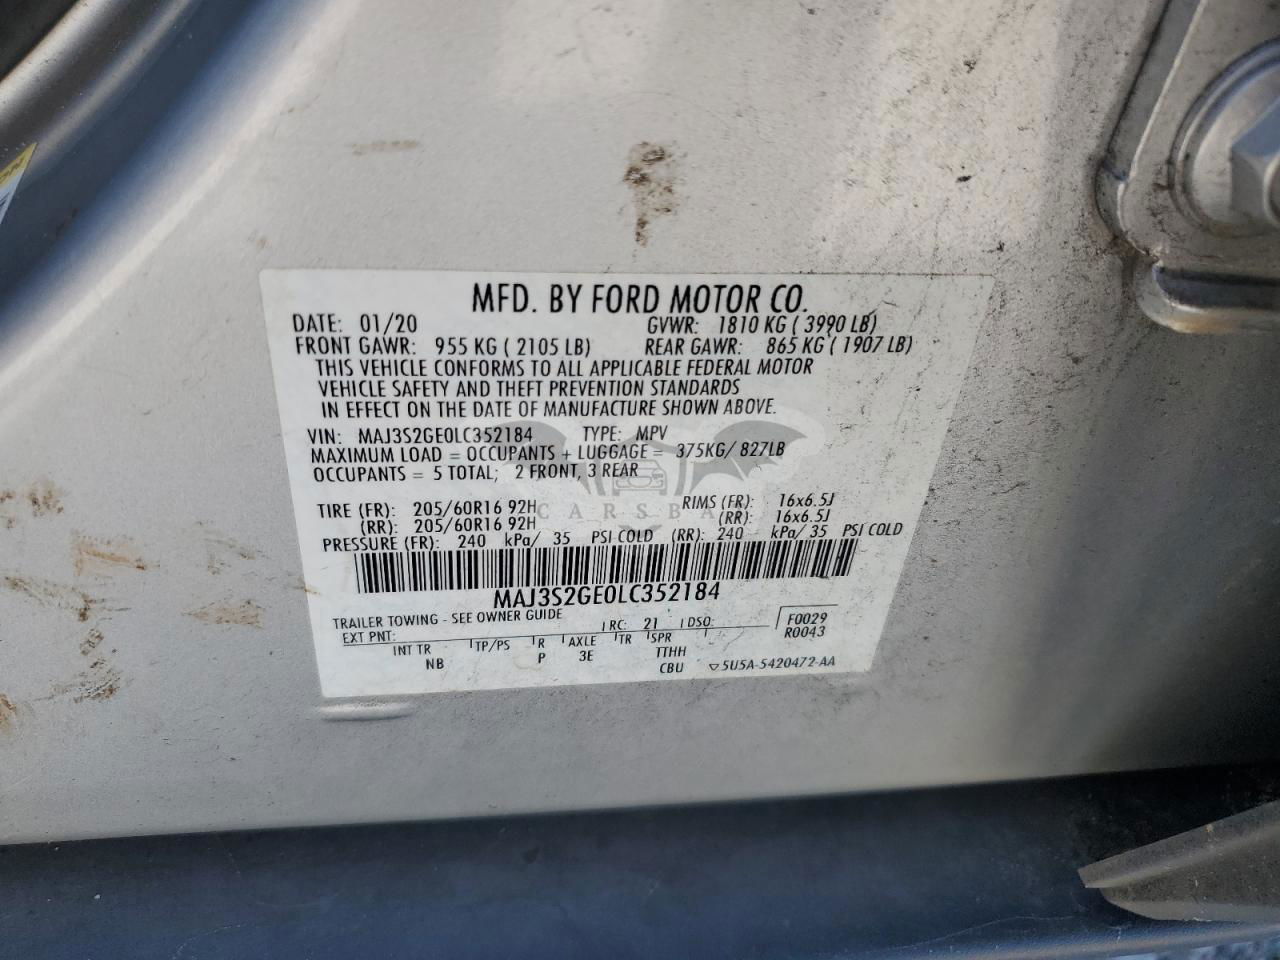 MFD. BY FORD MOTOR CO.
DATE: 01/20 GVWR: 1810 KG ( 3990 LB)
FRONT GAWR: 955 KG ( 2105 LB) REAR GAWR: 865 KG ( 1907 LB)
THIS VEHICLE CONFORMS TO ALL APPLICABLE FEDERAL MOTOR
VEHICLE SAFETY AND THEFT PREVENTION STANDARDS
IN EFFECT ON THE DATE OF MANUFACTURE SHOWN ABOVE.
VIN: MAJ3S2GE0LC352184 TYPE: MPV
MAXIMUM LOAD = OCCUPANTS + LUGGAGE = 375KG/ 827LB
OCCUPANTS = 5 TOTAL; 2 FRONT, 3 REAR
TIRE (FR): 205/60R16 92H RIMS (FR): 16x6.5J
(RR): 205/60R16 92H (RR): 16x6.5J
PRESSURE (FR): 240 kPa/ 35 PSI COLD (RR): 240 kPa/ 35 PSI COLD
MAJ3S2GE0LC352184
TRAILER TOWING - SEE OWNER GUIDE
EXT PNT: RC: 21 DSO: F0029
R0043
INT TR TP/PS R AXLE TR SPR
NB P 3E TTHH
CBU 5U5A-5420472-AA